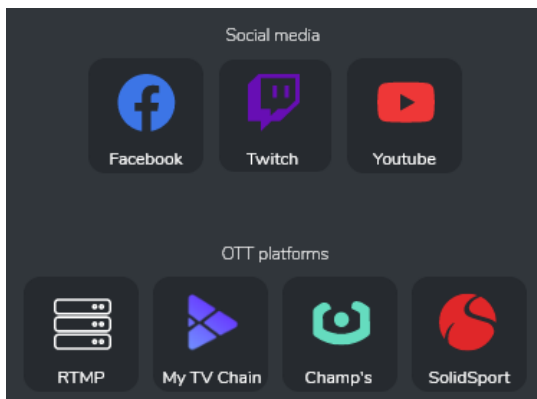 Social media
Facebook
Twitch
Youtube
OTT platforms
RTMP
My TV Chain
Champ's
SolidSport